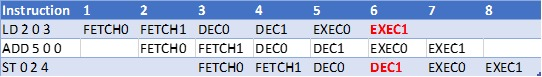 Instruction 1 2 3 4 5 6 7 8
LD 2 0 3 FETCH0 FETCH1 DEC0 DEC1 EXEC0 EXEC1
ADD 5 0 0 FETCH0 FETCH1 DEC0 DEC1 EXEC0 EXEC1
ST 0 2 4 FETCH0 FETCH1 DEC0 DEC1 EXEC0 EXEC1